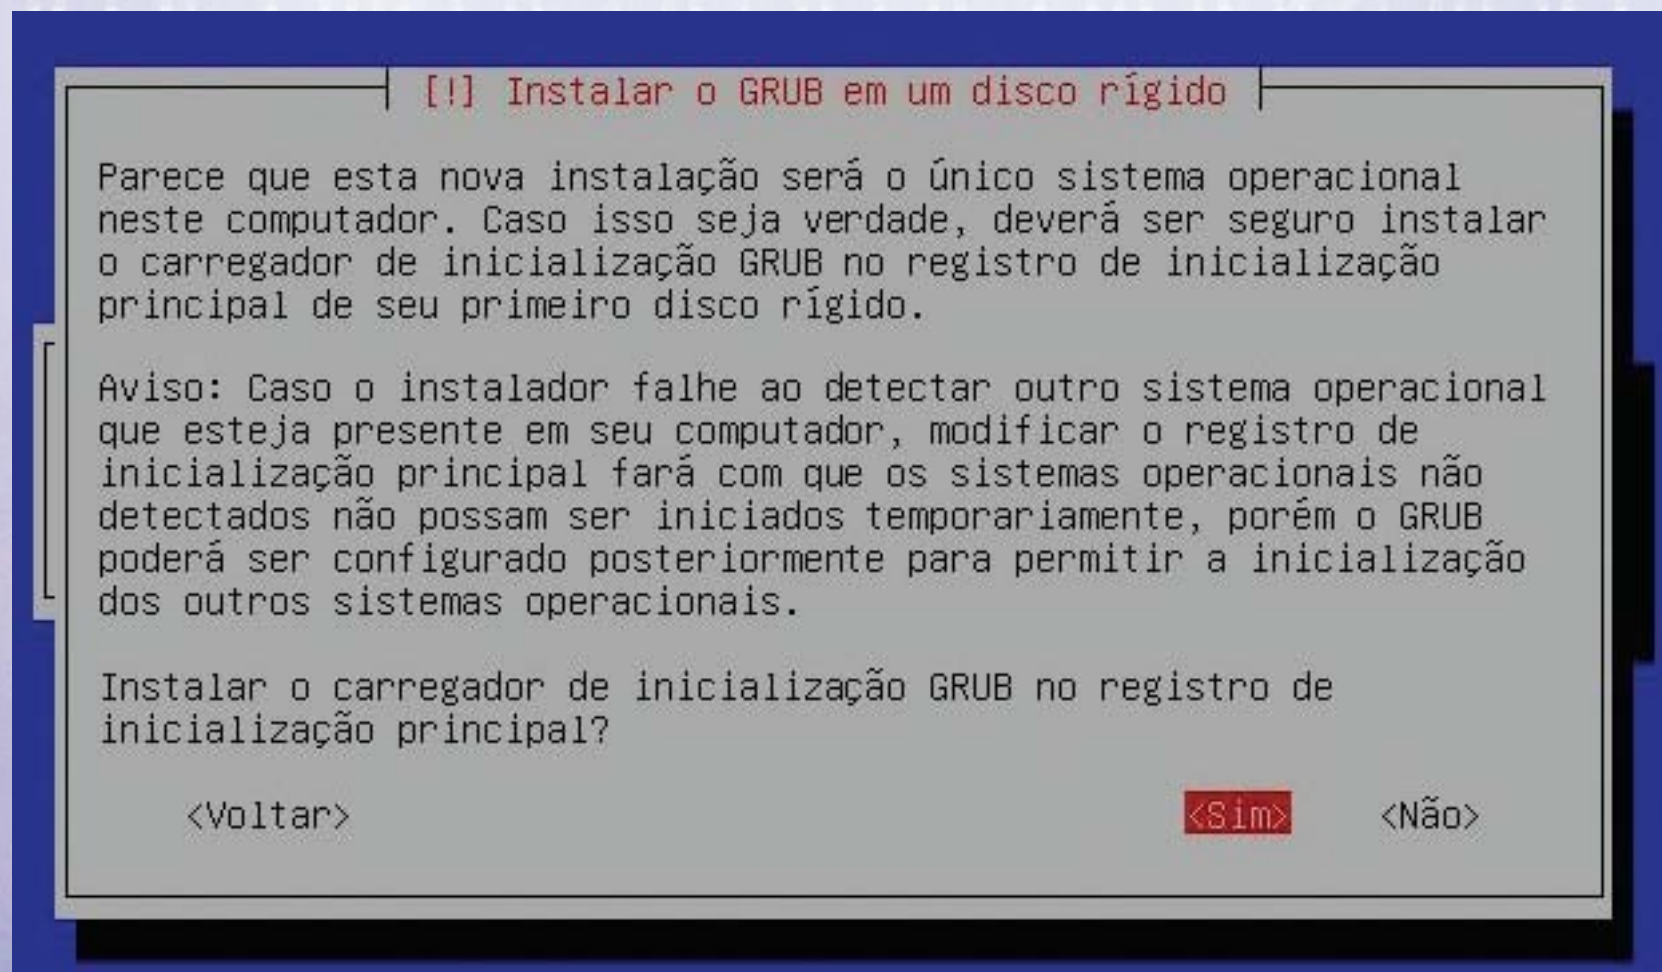 [!] Instalar o GRUB em um disco rígido
Parece que esta nova instalação será o único sistema operacional
neste computador. Caso isso seja verdade, deverá ser seguro instalar
o carregador de inicialização GRUB no registro de inicialização
principal de seu primeiro disco rígido.
Aviso: Caso o instalador falhe ao detectar outro sistema operacional
que esteja presente em seu computador, modificar o registro de
inicialização principal fará com que os sistemas operacionais não
detectados não possam ser iniciados temporariamente, porém o GRUB
poderá ser configurado posteriormente para permitir a inicialização
dos outros sistemas operacionais.
Instalar o carregador de inicialização GRUB no registro de
inicialização principal?
<Voltar> <Sim> <Não>